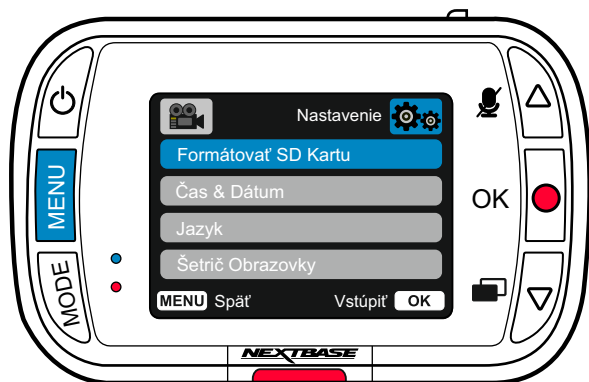 Nastavenie
Formátovať SD Kartu
Čas & Dátum
Jazyk
Šetrič Obrazovky
MENU Späť Vstúpiť OK
MENU
MODE
OK
NEXTBASE